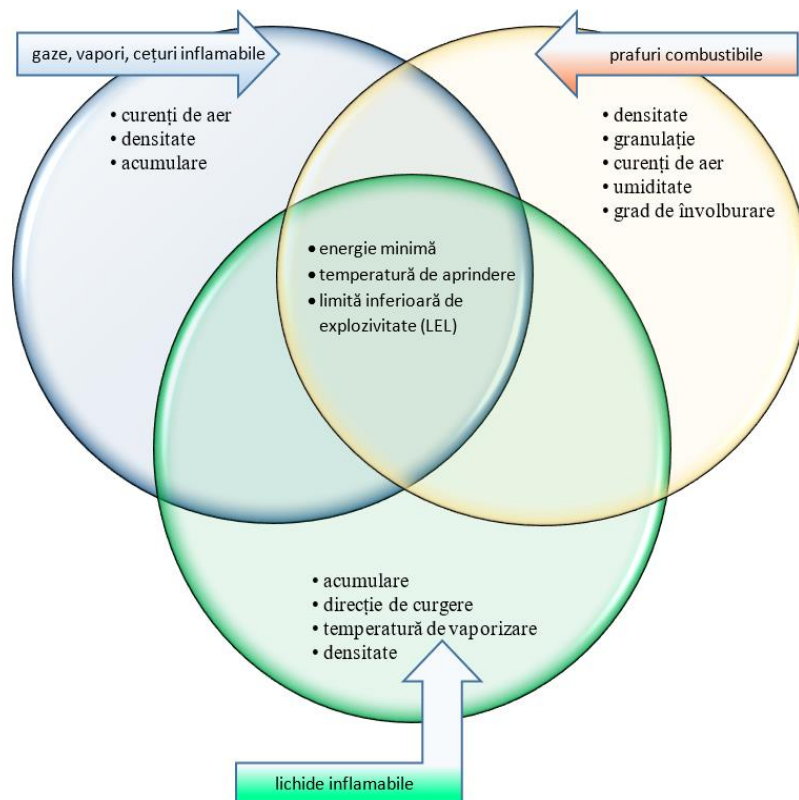 gaze, vapori, cețuri inflamabile
prafuri combustibile
• curenți de aer
• densitate
• acumulare
• densitate
• granulație
• curenți de aer
• umiditate
• grad de învolburare
• energie minimă
• temperatură de aprindere
• limită inferioară de
explozivitate (LEL)
• acumulare
• direcție de curgere
• temperatură de vaporizare
• densitate
lichide inflamabile